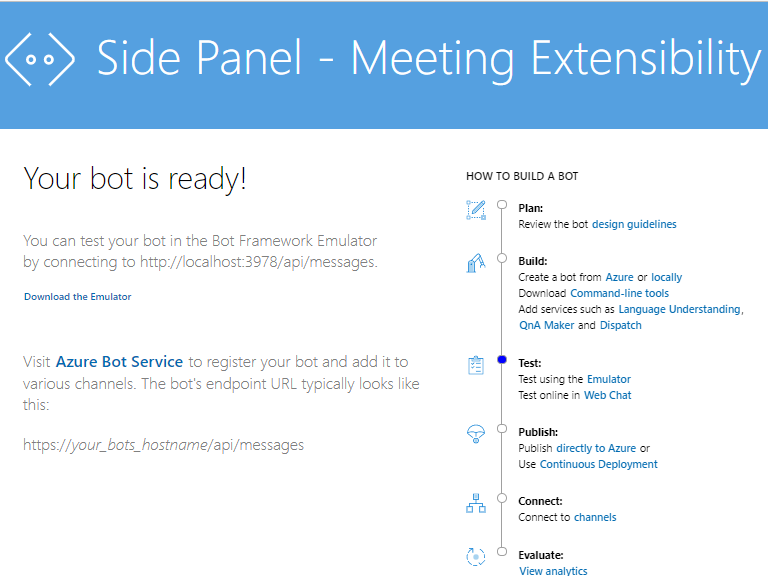 Side Panel - Meeting Extensibility
Your bot is ready!
You can test your bot in the Bot Framework Emulator
by connecting to http://localhost:3978/api/messages.
Download the Emulator
Visit Azure Bot Service to register your bot and add it to
various channels. The bot's endpoint URL typically looks like
this:
https://your_bots_hostname/api/messages
HOW TO BUILD A BOT
Plan:
Review the bot design guidelines
Build:
Create a bot from Azure or locally
Download Command-line tools
Add services such as Language Understanding,
QnA Maker and Dispatch
Test:
Test using the Emulator
Test online in Web Chat
Publish:
Publish directly to Azure or
Use Continuous Deployment
Connect:
Connect to channels
Evaluate:
View analytics